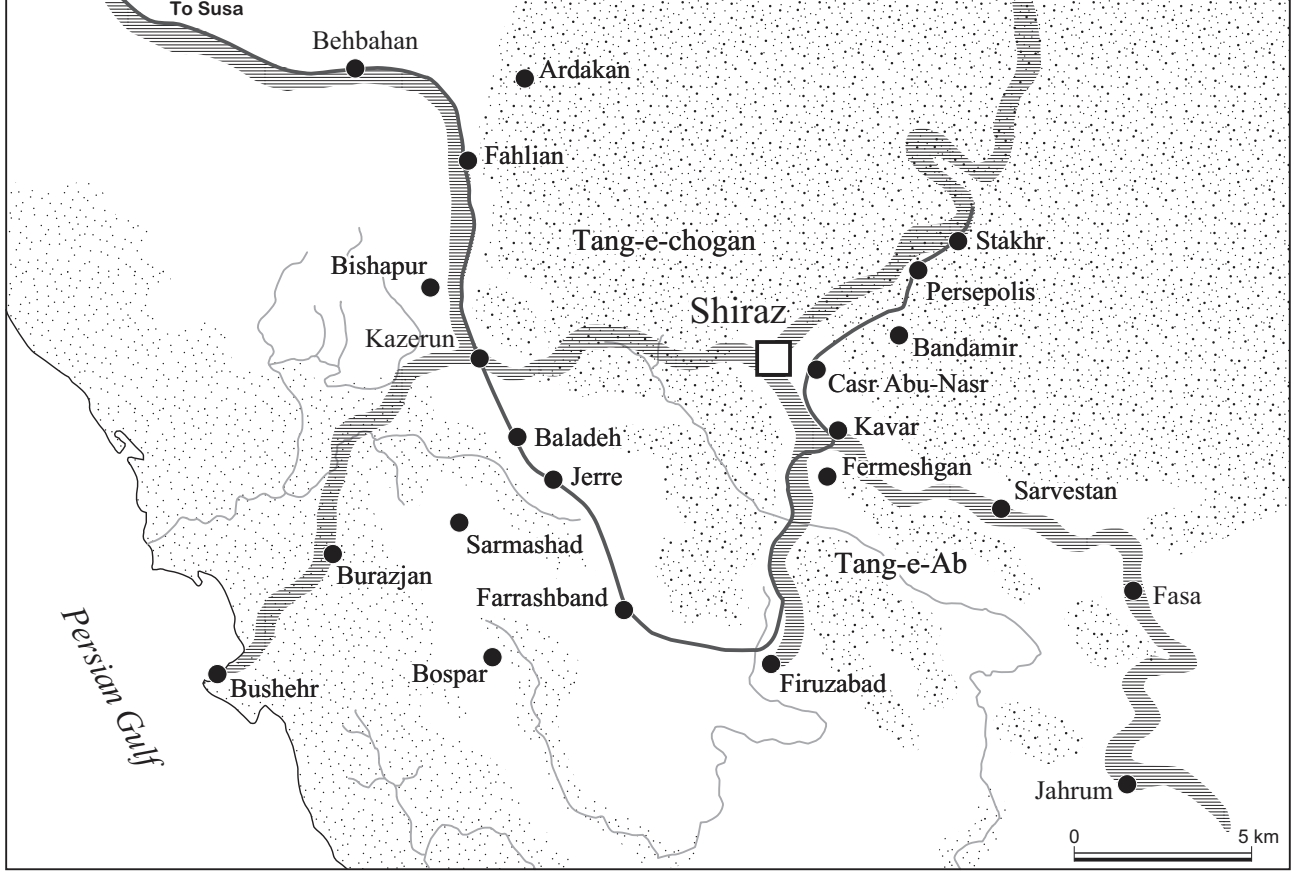 To Susa
Behbahan
Ardakan
Fahlian
Tang-e-chogan
Stakhr
Bishapur
Persepolis
Shiraz
Kazerun
Bandamir
Casr Abu-Nasr
Kavar
Baladeh
Fermeshgan
Jerre
Sarvestan
Sarmashad
Tang-e-Ab
Burazjan
Farrashband
Fasa
Persian Gulf
Bospar
Firuzabad
Bushehr
Jahrum
0 5 km